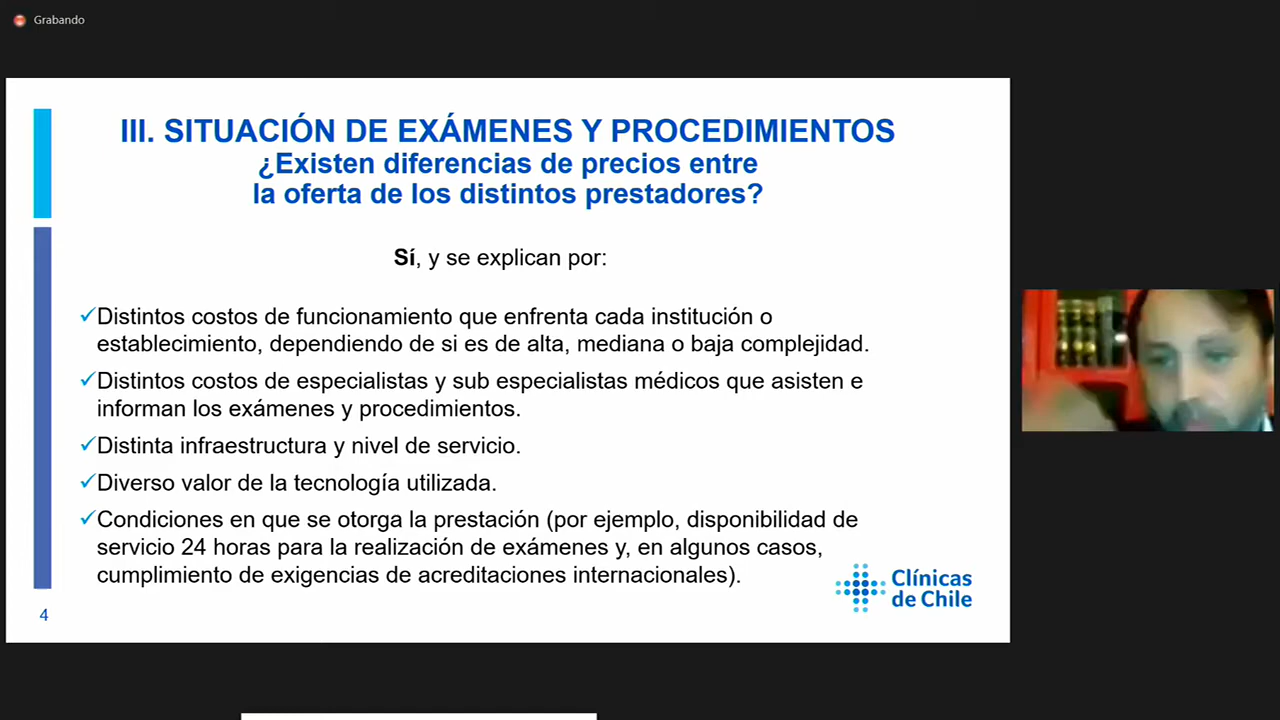 Grabando
III. SITUACIÓN DE EXÁMENES Y PROCEDIMIENTOS
¿Existen diferencias de precios entre
la oferta de los distintos prestadores?
Sí, y se explican por:
✓Distintos costos de funcionamiento que enfrenta cada institución o
establecimiento, dependiendo de si es de alta, mediana o baja complejidad.
✓Distintos costos de especialistas y sub especialistas médicos que asisten e
informan los exámenes y procedimientos.
✓Distinta infraestructura y nivel de servicio.
✓Diverso valor de la tecnología utilizada.
✓Condiciones en que se otorga la prestación (por ejemplo, disponibilidad de
servicio 24 horas para la realización de exámenes y, en algunos casos,
cumplimiento de exigencias de acreditaciones internacionales).
Clínicas
de Chile
4